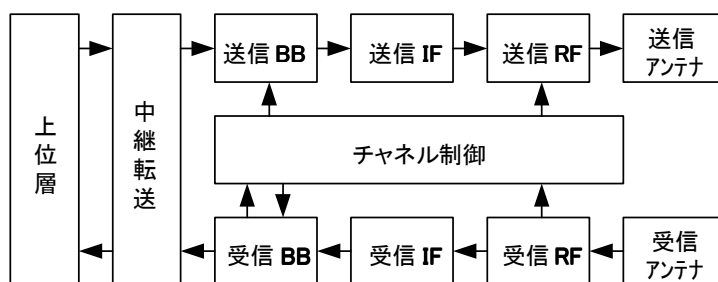 上位層
中継転送
送信 BB
送信 IF
送信 RF
送信
アンテナ
チャネル制御
受信 BB
受信 IF
受信 RF
受信
アンテナ